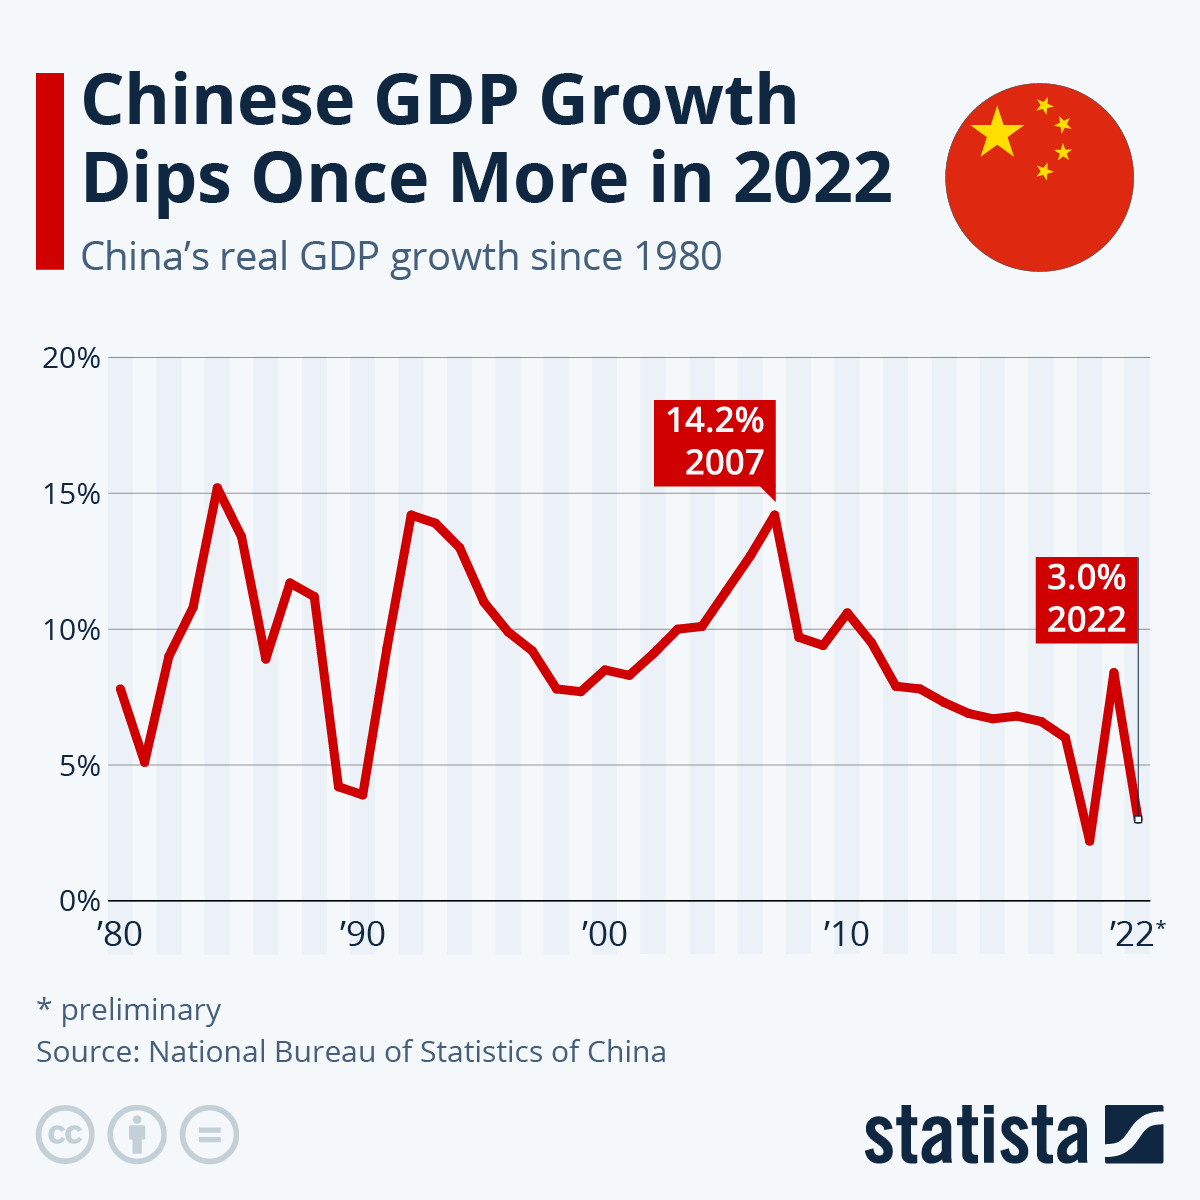 Chinese GDP Growth
Dips Once More in 2022
China’s real GDP growth since 1980
20%
15%
10%
5%
0%
14.2%
2007
3.0%
2022
’80 ’90 ’00 ’10 ’22*
* preliminary
Source: National Bureau of Statistics of China
cc
statista